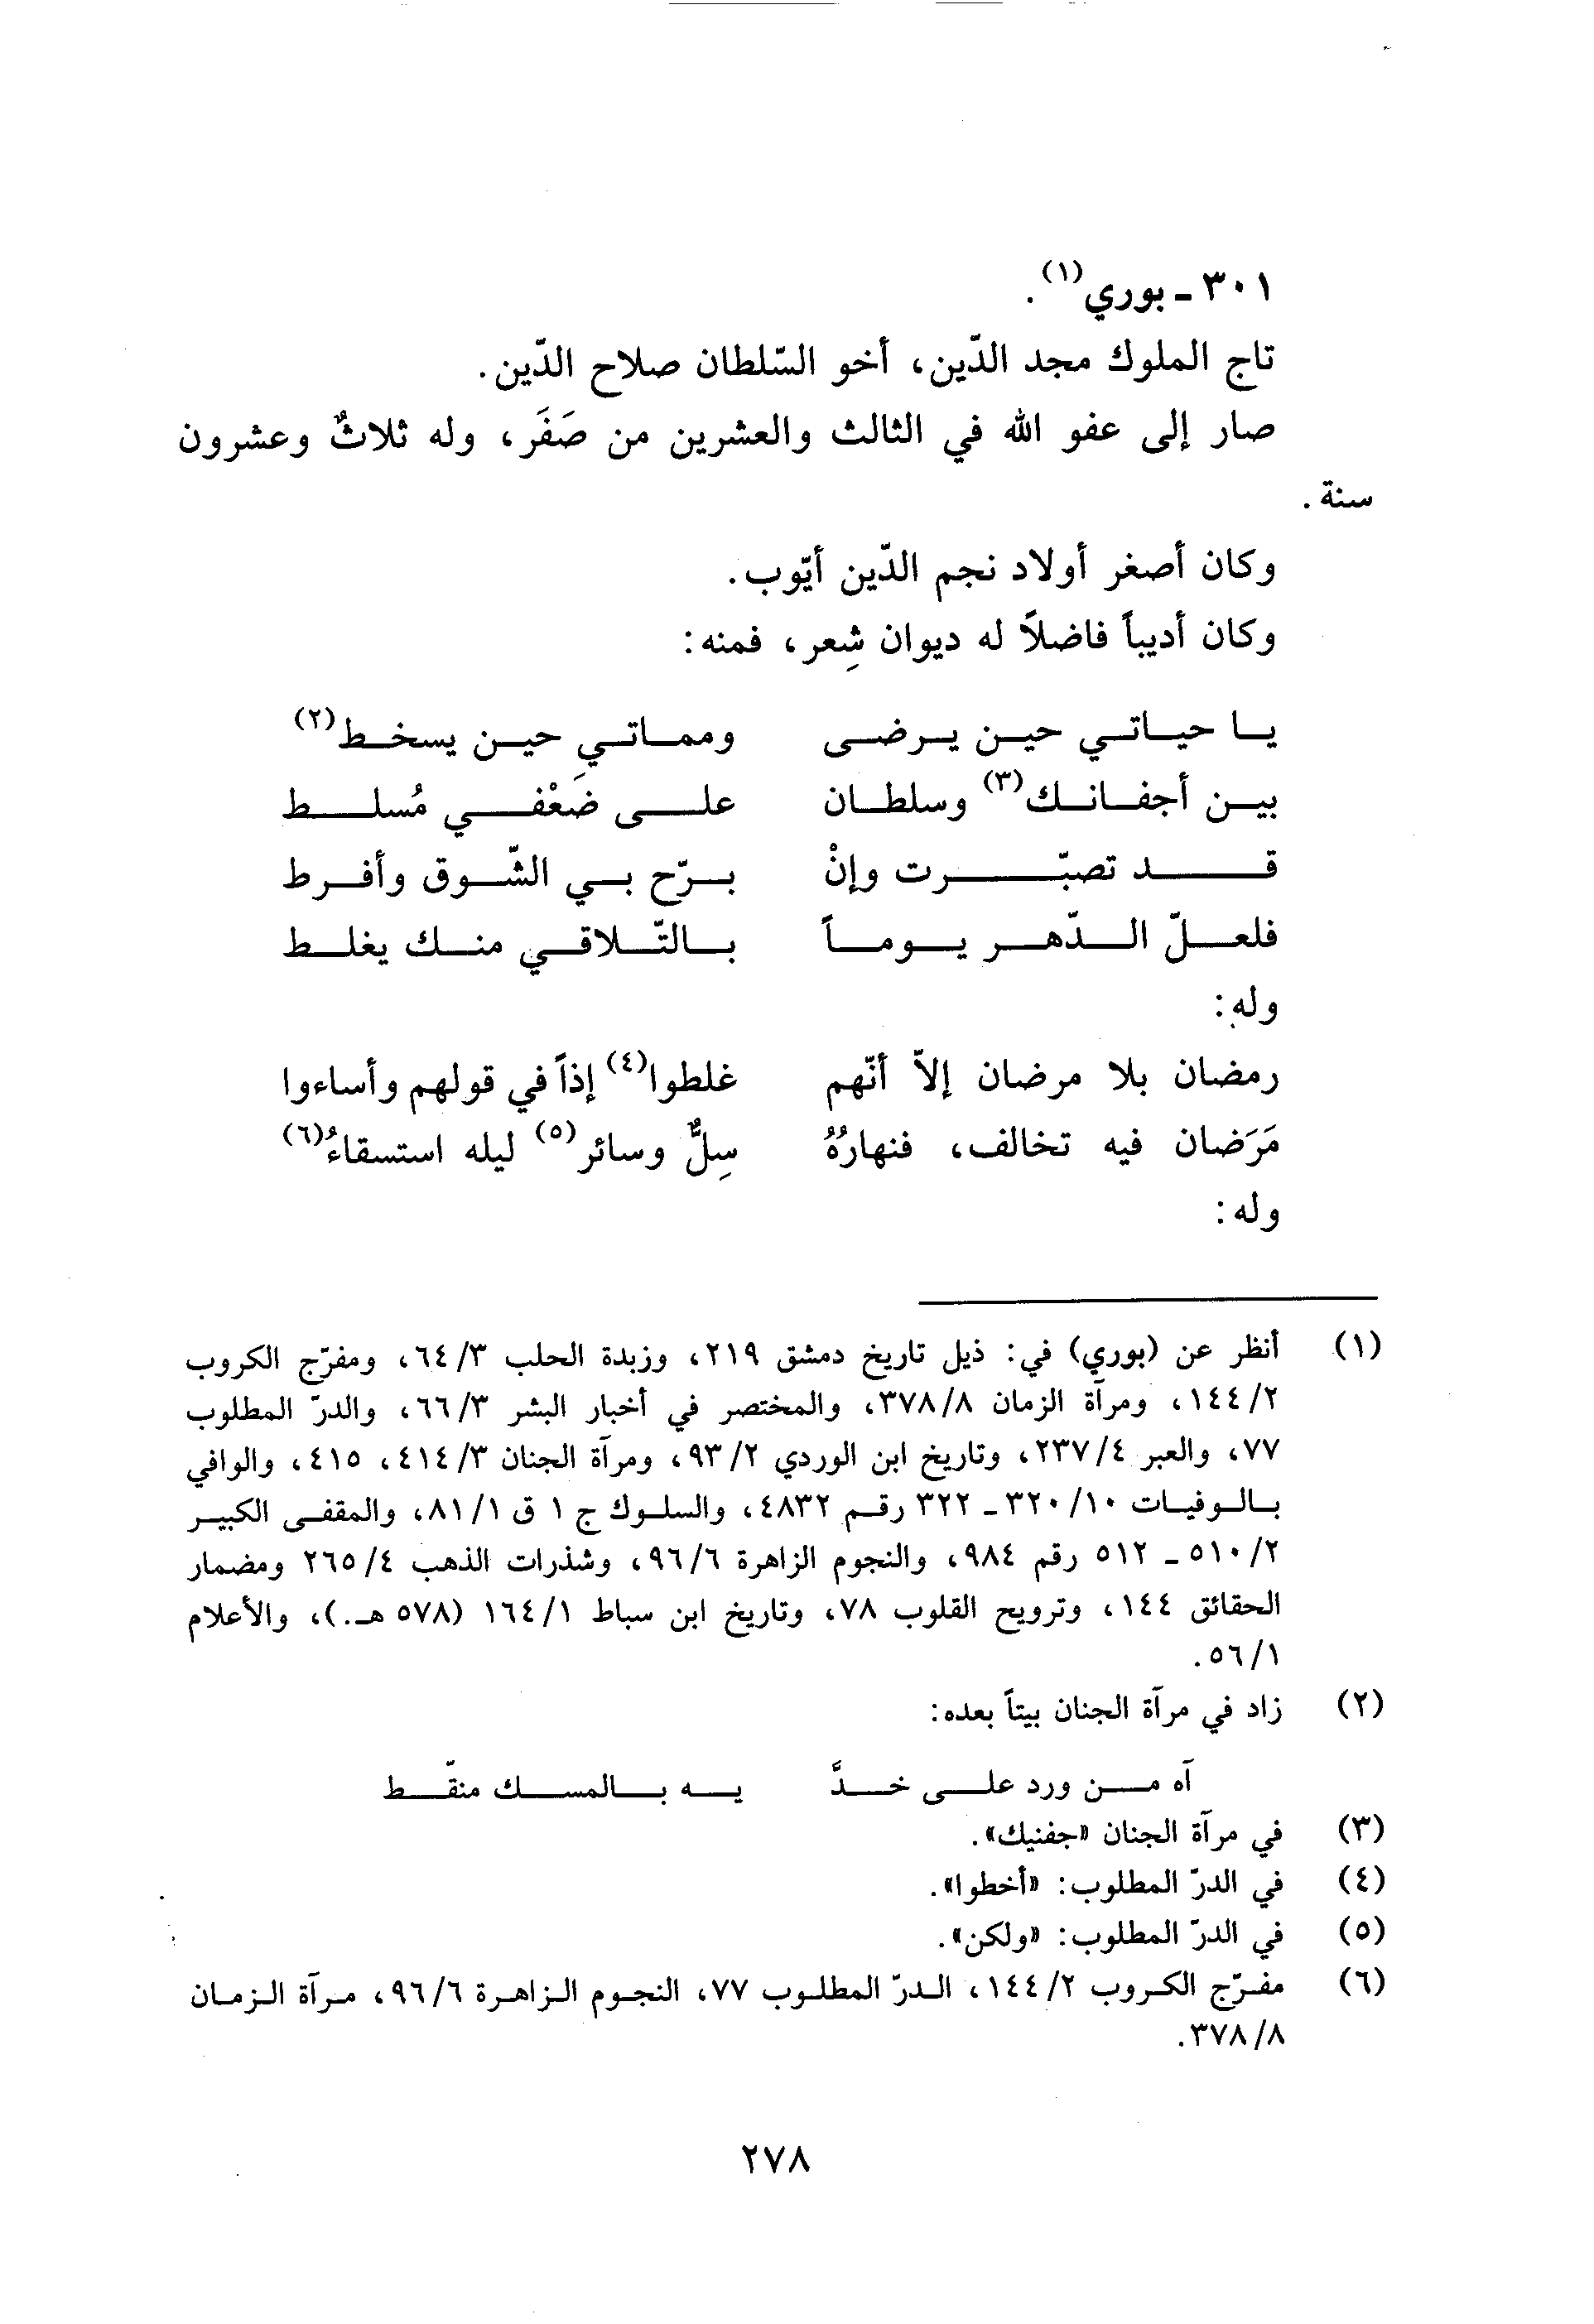 ٣٠١ - بوري(١).
تاج الملوك مجد الدّين، أخو السّلطان صلاح الدّين.
صار إلى عفو الله في الثالث والعشرين من صَفَر، وله ثلاثٌ وعشرون
سنة.
وكان أصغر أولاد نجم الدّين أيّوب.
وكان أديباً فاضلاً له ديوان شِعر، فمنه:
يا حياتي حين يرضى ومماتي حين يسخط(٢)
بين أجفانك(٣) وسلطان على ضَعْفي مُسلط
قد تصبّرت وإنْ برّح بي الشّوق وأفرط
فلعلّ الدّهر يوماً بالتّلاقي منك يغلط
وله:
رمضان بلا مرضان إلاّ أنّهم غلطوا(٤) إذاً في قولهم وأساءوا
مَرَضان فيه تخالف، فنهارُهُ سِلٌّ وسائر(٥) ليله استسقاءُ(٦)
وله:
(١) أنظر عن (بوري) في: ذيل تاريخ دمشق ٢١٩، وزبدة الحلب ٣/ ٦٤، ومفرّج الكروب
٢/ ١٤٤، ومرآة الزمان ٨/ ٣٧٨، والمختصر في أخبار البشر ٣/ ٦٦، والدرّ المطلوب
٧٧، والعبر ٤/ ٢٣٧، وتاريخ ابن الوردي ٢/ ٩٣، ومرآة الجنان ٣/ ٤١٤، ٤١٥، والوافي
بالوفيات ١٠/ ٣٢٠ - ٣٢٢ رقم ٤٨٣٢، والسلوك ج ١ ق ١/ ٨١، والمقفى الكبير
٢/ ٥١٠ - ٥١٢ رقم ٩٨٤، والنجوم الزاهرة ٦/ ٩٦، وشذرات الذهب ٤/ ٢٦٥ ومضمار
الحقائق ١٤٤، وترويح القلوب ٧٨، وتاريخ ابن سباط ١/ ١٦٤ (٥٧٨ هـ.)، والأعلام
١/ ٥٦.
(٢) زاد في مرآة الجنان بيتاً بعده:
آه من ورد على خدَّ يه بالمسك منقّط
(٣) في مرآة الجنان «جفنيك».
(٤) في الدرّ المطلوب: «أخطوا».
(٥) في الدرّ المطلوب: «ولكن».
(٦) مفرّج الكروب ٢/ ١٤٤، الدرّ المطلوب ٧٧، النجوم الزاهرة ٦/ ٩٦، مرآة الزمان
٨/ ٣٧٨.
٢٧٨